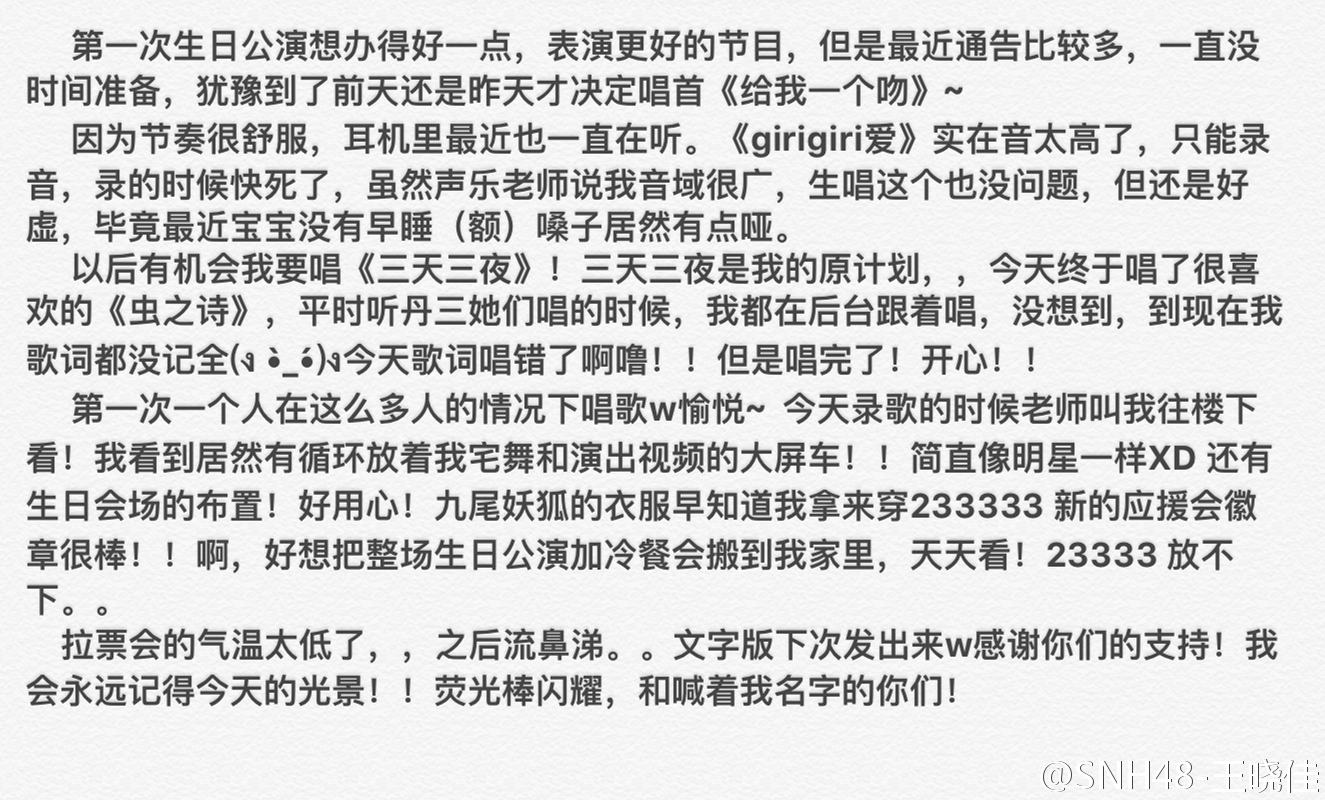 第一次生日公演想办得好一点，表演更好的节目，但是最近通告比较多，一直没
时间准备，犹豫到了前天还是昨天才决定唱首《给我一个吻》~
因为节奏很舒服，耳机里最近也一直在听。《girigiri爱》实在音太高了，只能录
音，录的时候快死了，虽然声乐老师说我音域很广，生唱这个也没问题，但还是好
虚，毕竟最近宝宝没有早睡（额）嗓子居然有点哑。
以后有机会我要唱《三天三夜》！三天三夜是我的原计划，，今天终于唱了很喜
欢的《虫之诗》，平时听丹三她们唱的时候，我都在后台跟着唱，没想到，到现在我
歌词都没记全(ง •̀_•́)ง今天歌词唱错了啊噜！！但是唱完了！开心！！
第一次一个人在这么多人的情况下唱歌w愉悦~ 今天录歌的时候老师叫我往楼下
看！我看到居然有循环放着我宅舞和演出视频的大屏车！！简直像明星一样XD 还有
生日会场的布置！好用心！九尾妖狐的衣服早知道我拿来穿233333 新的应援会徽
章很棒！！啊，好想把整场生日公演加冷餐会搬到我家里，天天看！23333 放不
下。。
拉票会的气温太低了，，之后流鼻涕。。文字版下次发出来w感谢你们的支持！我
会永远记得今天的光景！！荧光棒闪耀，和喊着我名字的你们！
@SNH48-王晓佳